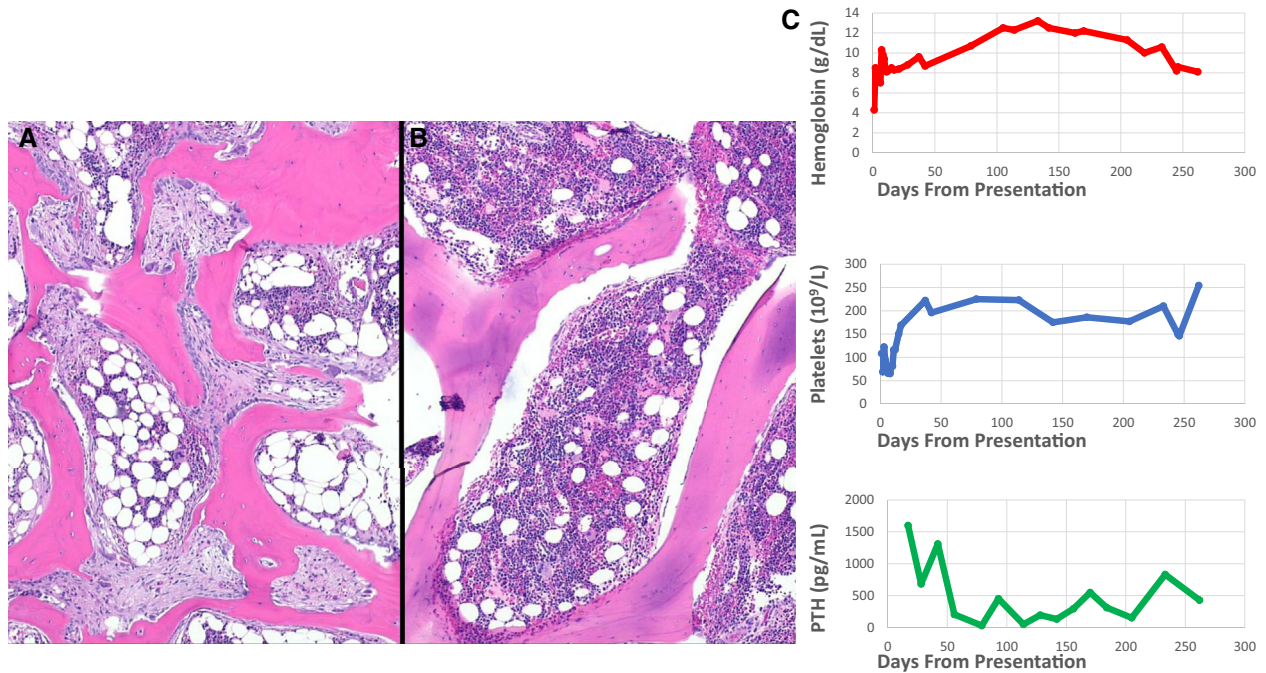 A
B
C
Hemoglobin (g/dL)
14
12
10
8
6
4
2
0
0 50 100 150 200 250 300
Days From Presentation
Platelets (10⁹/L)
300
250
200
150
100
50
0
0 50 100 150 200 250 300
Days From Presentation
PTH (pg/mL)
2000
1500
1000
500
0
0 50 100 150 200 250 300
Days From Presentation